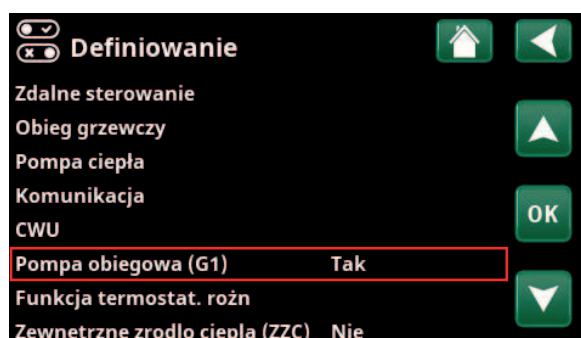 Definiowanie
Zdalne sterowanie
Obieg grzewczy
Pompa ciepła
Komunikacja
CWU
OK
Pompa obiegowa (G1) Tak
Funkcja termostat. rożn
Zewnetrzne zrodlo ciepla (ZZC) Nie